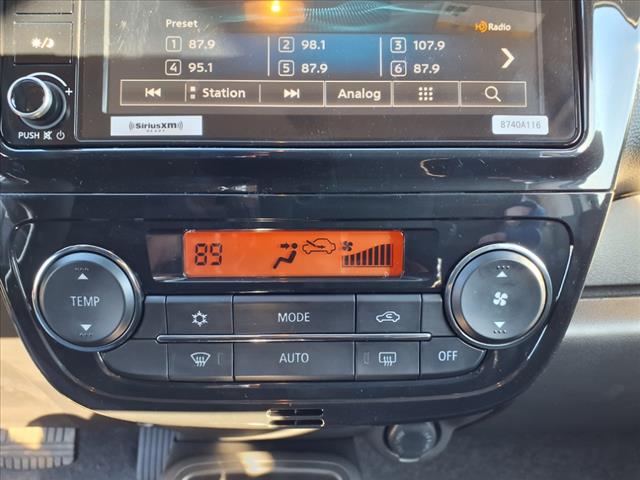 Preset
HD Radio
1 87.9 2 98.1 3 107.9
4 95.1 5 87.9 6 87.9
Station Analog
PUSH
SiriusXM
READY
8740A116
89
TEMP
MODE
AUTO
OFF